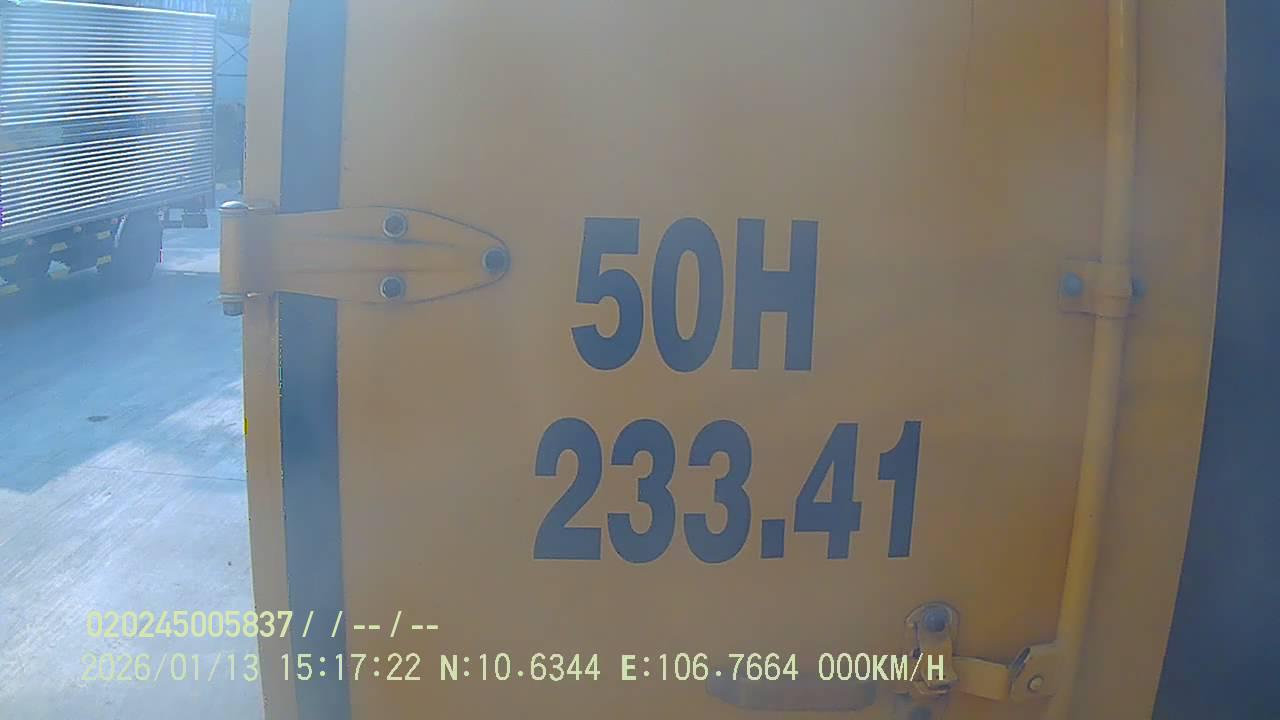 50H
233.41
020245005837/ /--/--
2026/01/13 15:17:22 N:10.6344 E:106.7664 000KM/H